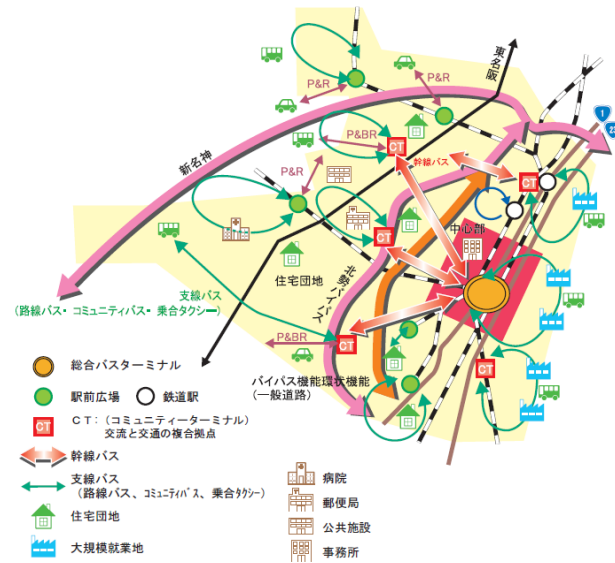 東名阪
P&R
P&R
1
23
P&BR
CT
新名神
幹線バス
P&R
CT
中心部
CT
住宅団地
北勢バイパス
支線バス
(路線バス・コミュニティバス・乗合タクシー)
P&BR
CT
CT
バイパス機能環状機能
(一般道路)
総合バスターミナル
駅前広場
鉄道駅
CT
CT:(コミュニティーターミナル)
交流と交通の複合拠点
幹線バス
支線バス
(路線バス、コミュニティバス、乗合タクシー)
住宅団地
大規模就業地
病院
郵便局
公共施設
事務所